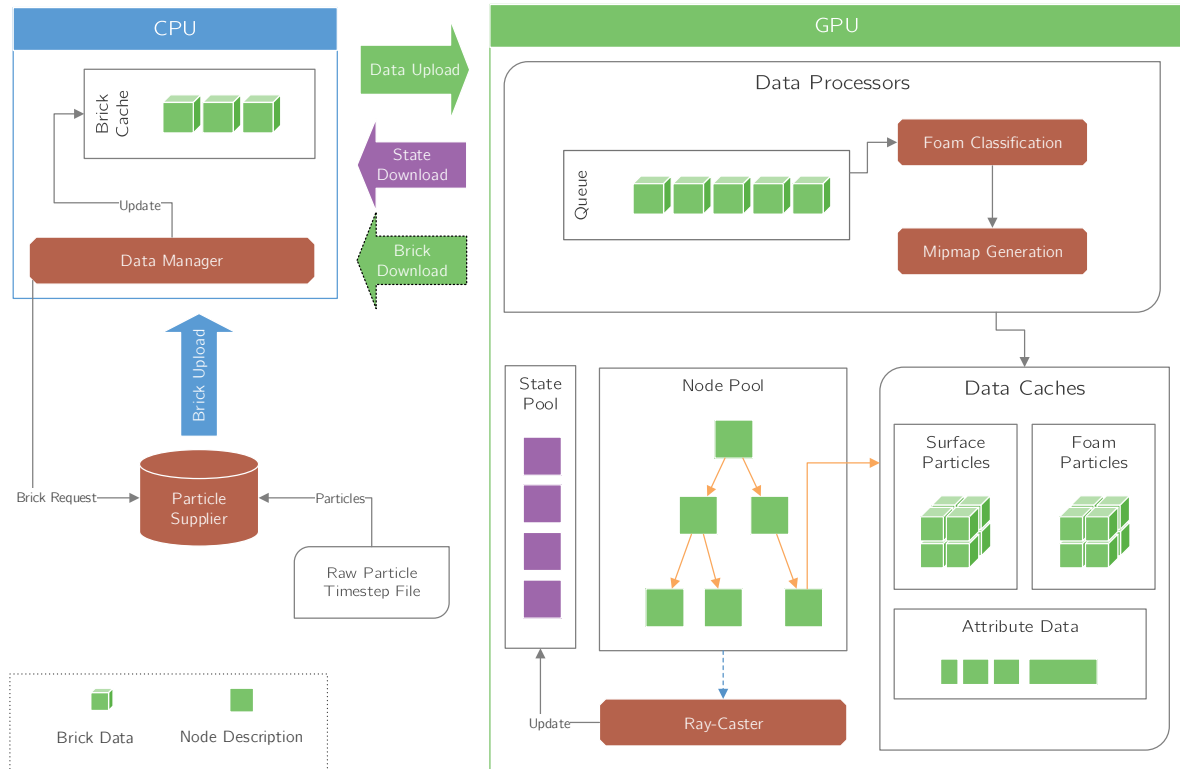 CPU
Brick
Cache
Update
Data Manager
Data Upload
State
Download
Brick
Download
Brick Upload
Brick Request
Particle
Supplier
Particles
Raw Particle
Timestep File
Brick Data
Node Description
GPU
Data Processors
Queue
Foam Classification
Mipmap Generation
State
Pool
Node Pool
Data Caches
Surface
Particles
Foam
Particles
Attribute Data
Update
Ray-Caster